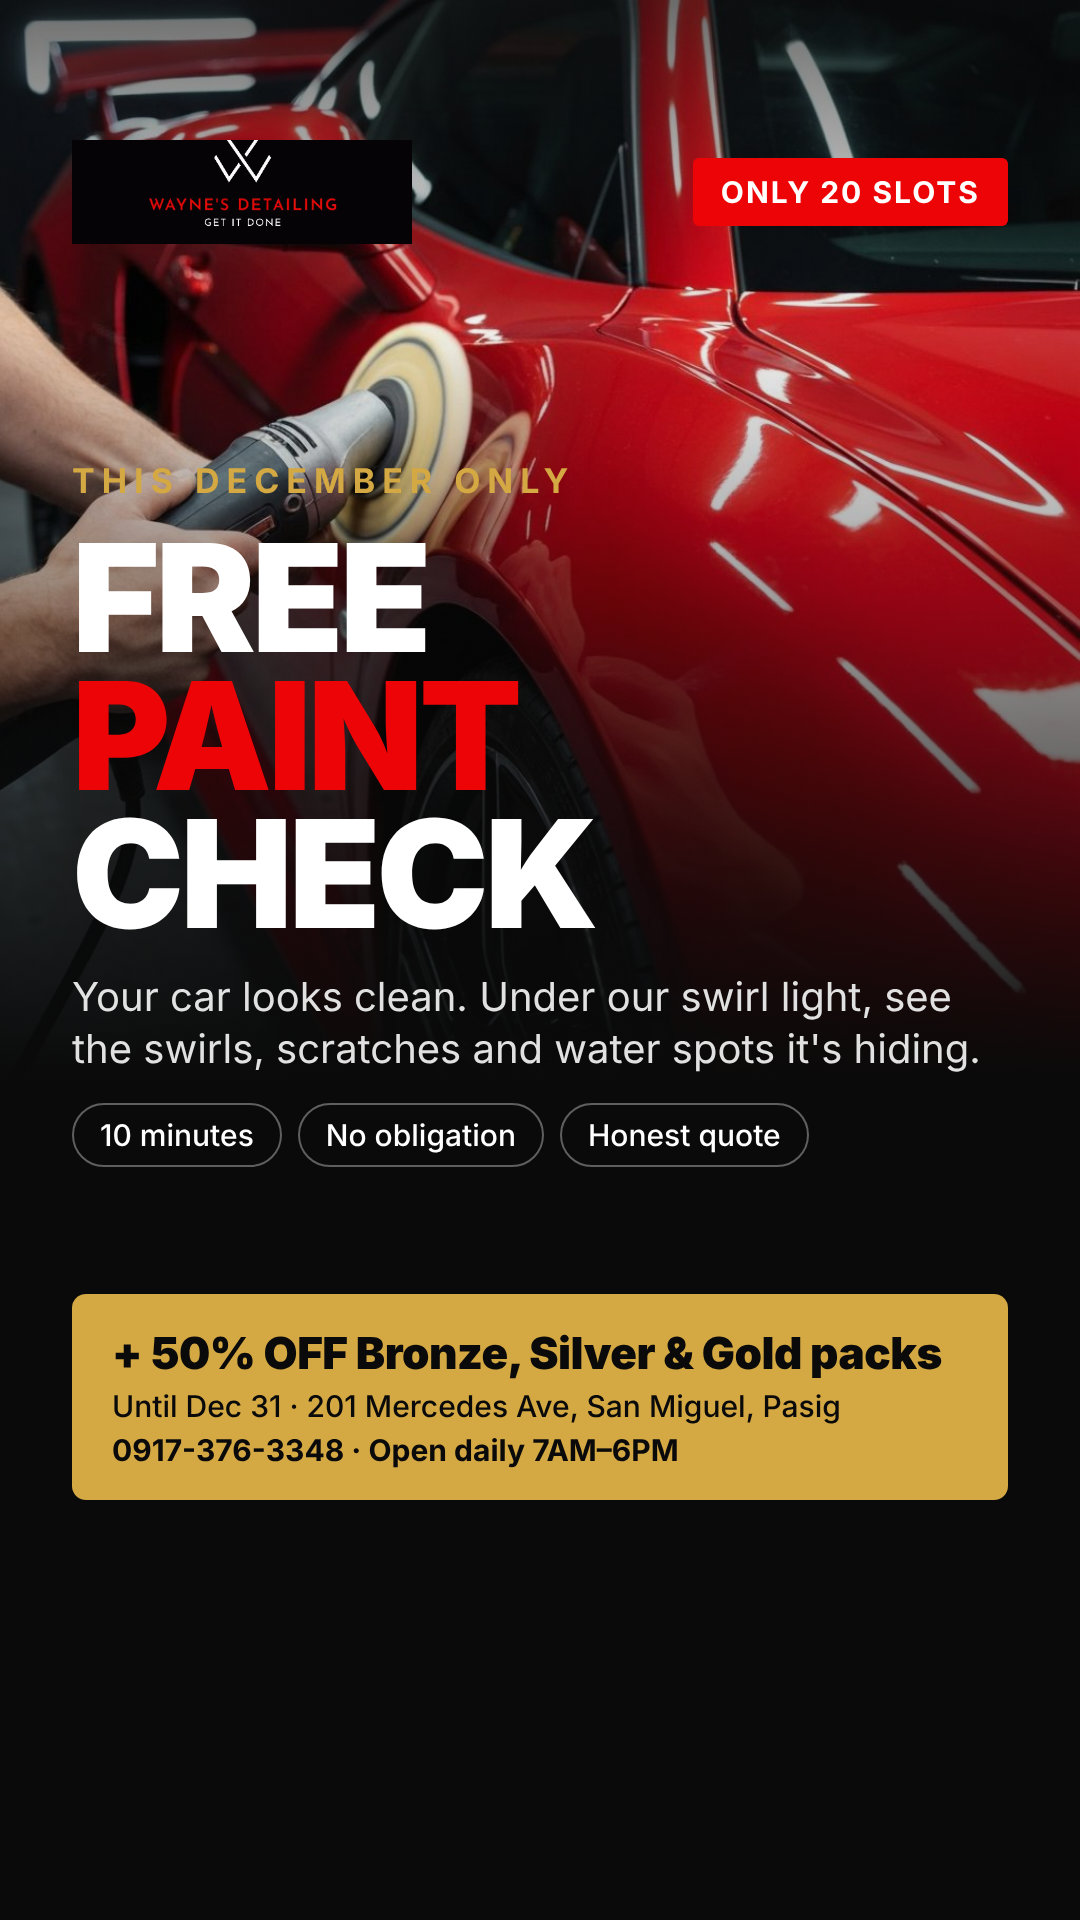 WAYNE'S DETAILING
GET IT DONE
ONLY 20 SLOTS
THIS DECEMBER ONLY
FREE
PAINT
CHECK
Your car looks clean. Under our swirl light, see
the swirls, scratches and water spots it's hiding.
10 minutes
No obligation
Honest quote
+ 50% OFF Bronze, Silver & Gold packs
Until Dec 31 · 201 Mercedes Ave, San Miguel, Pasig
0917-376-3348 · Open daily 7AM–6PM